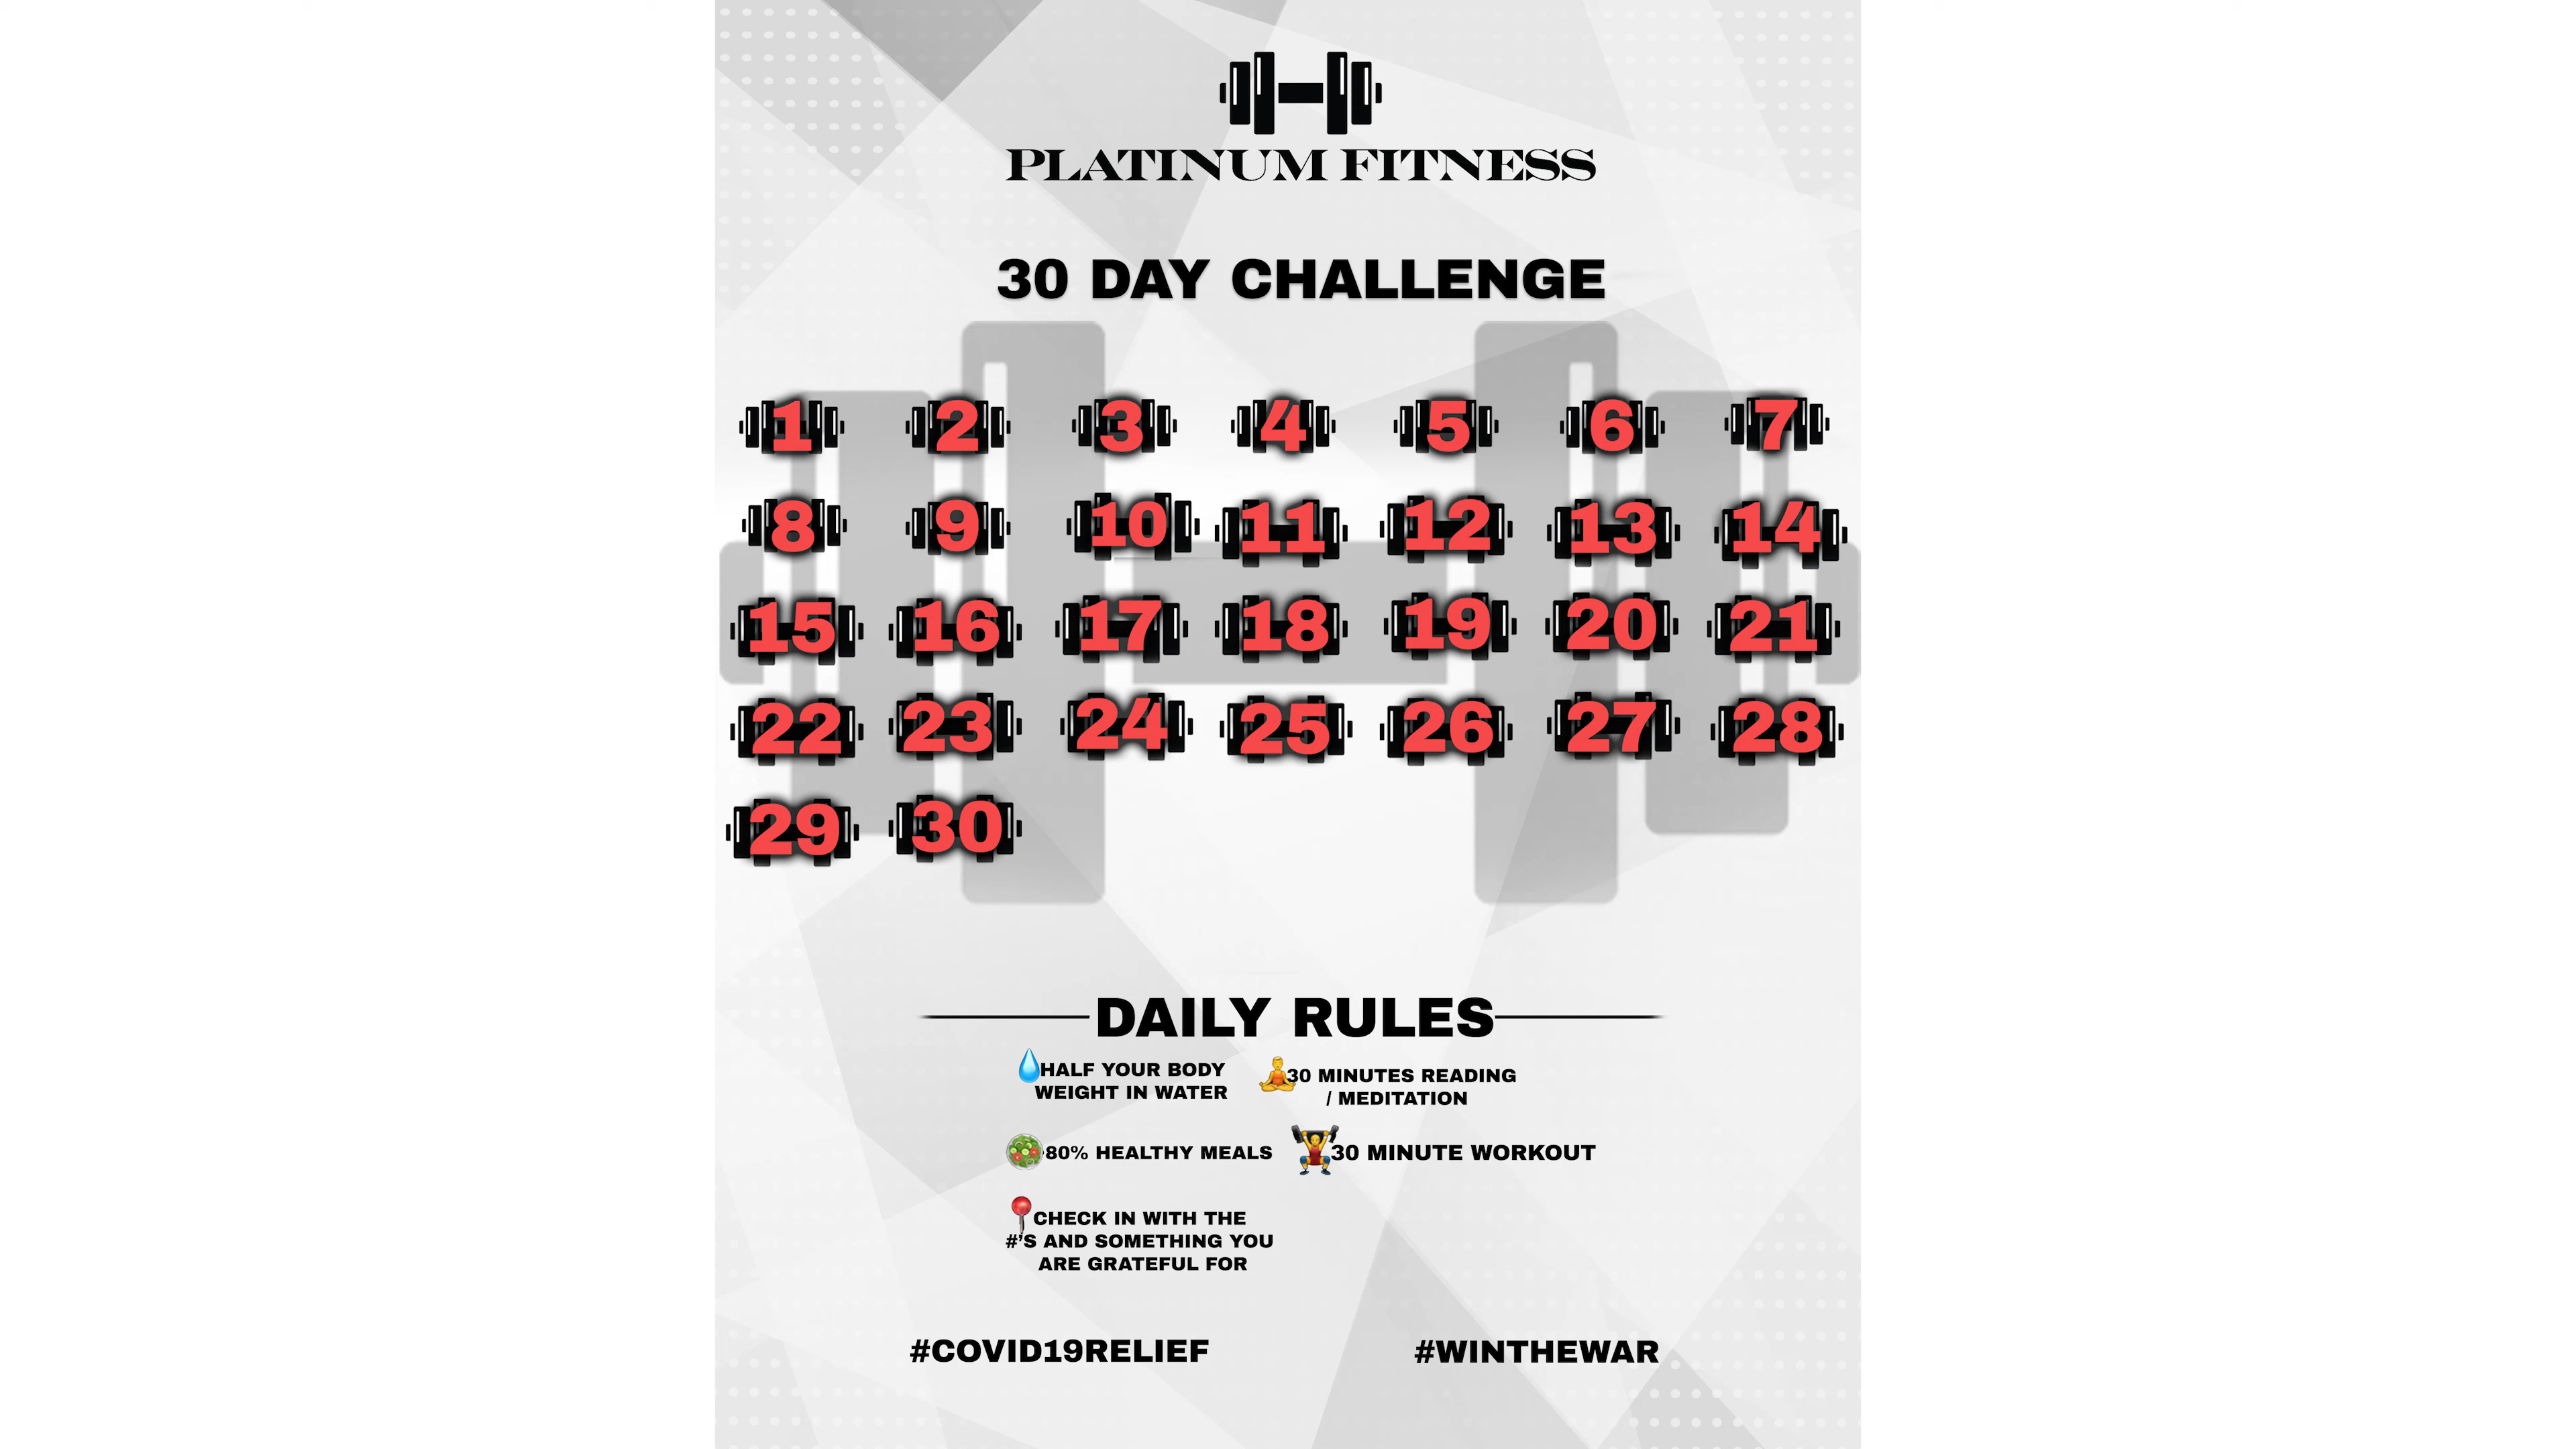 PLATINUM FITNESS
30 DAY CHALLENGE
1 2 3 4 5 6 7
8 9 10 11 12 13 14
15 16 17 18 19 20 21
22 23 24 25 26 27 28
29 30
DAILY RULES
HALF YOUR BODY
WEIGHT IN WATER
30 MINUTES READING
/ MEDITATION
80% HEALTHY MEALS
30 MINUTE WORKOUT
CHECK IN WITH THE
#'S AND SOMETHING YOU
ARE GRATEFUL FOR
#COVID19RELIEF
#WINTHEWAR